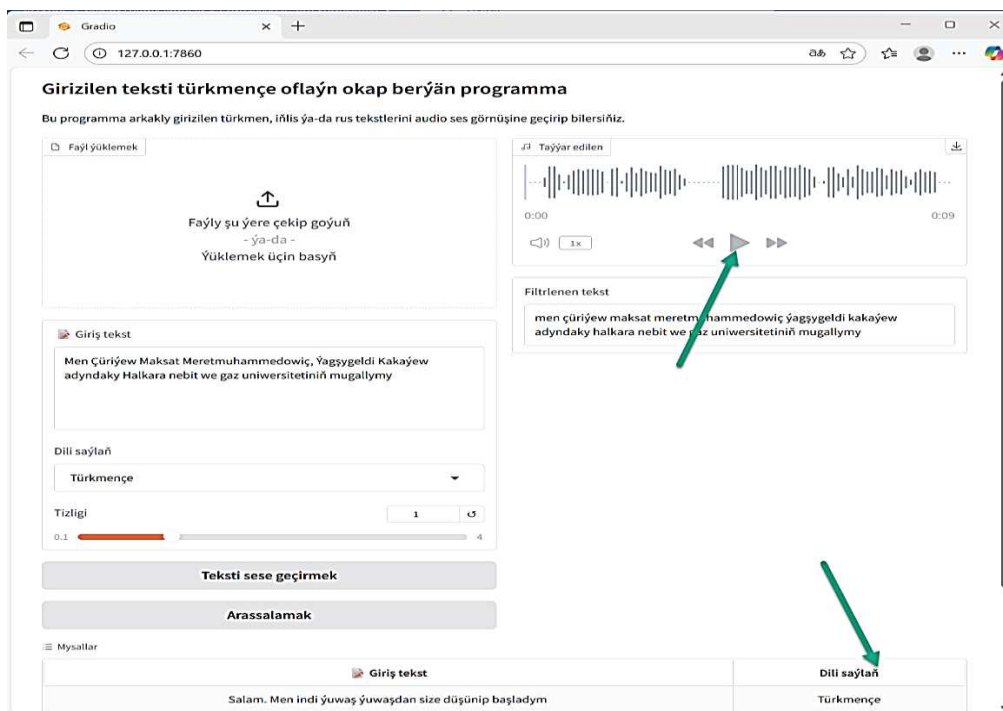 Gradio
127.0.0.1:7860
Girizilen teksti türkmençe oflaýn okap berýän programma
Bu programma arkaly girizilen türkmen, iňlis ýa-da rus tekstlerini audio ses görnüşine geçirip bilersiňiz.
Faýl ýüklemek
Faýly şu ýere çekip goýuň
- ýa-da -
Ýüklemek üçin basyň
Giriş tekst
Men Çüriýew Maksat Meretmuhammedowiç, Ýagşygeldi Kakaýew
adyndaky Halkara nebit we gaz uniwersitetiniň mugallymy
Dili saýlaň
Türkmençe
Tizligi
1
0.1
4
Teksti sese geçirmek
Arassalamak
Taýýar edilen
0:00
0:09
1x
Filtrlenen tekst
men çüriýew maksat meretmuhammedowiç ýagşygeldi kakaýew
adyndaky halkara nebit we gaz uniwersitetiniň mugallymy
Mysallar
Giriş tekst
Dili saýlaň
Salam. Men indi ýuwaş ýuwaşdan size düşünip başladym
Türkmençe